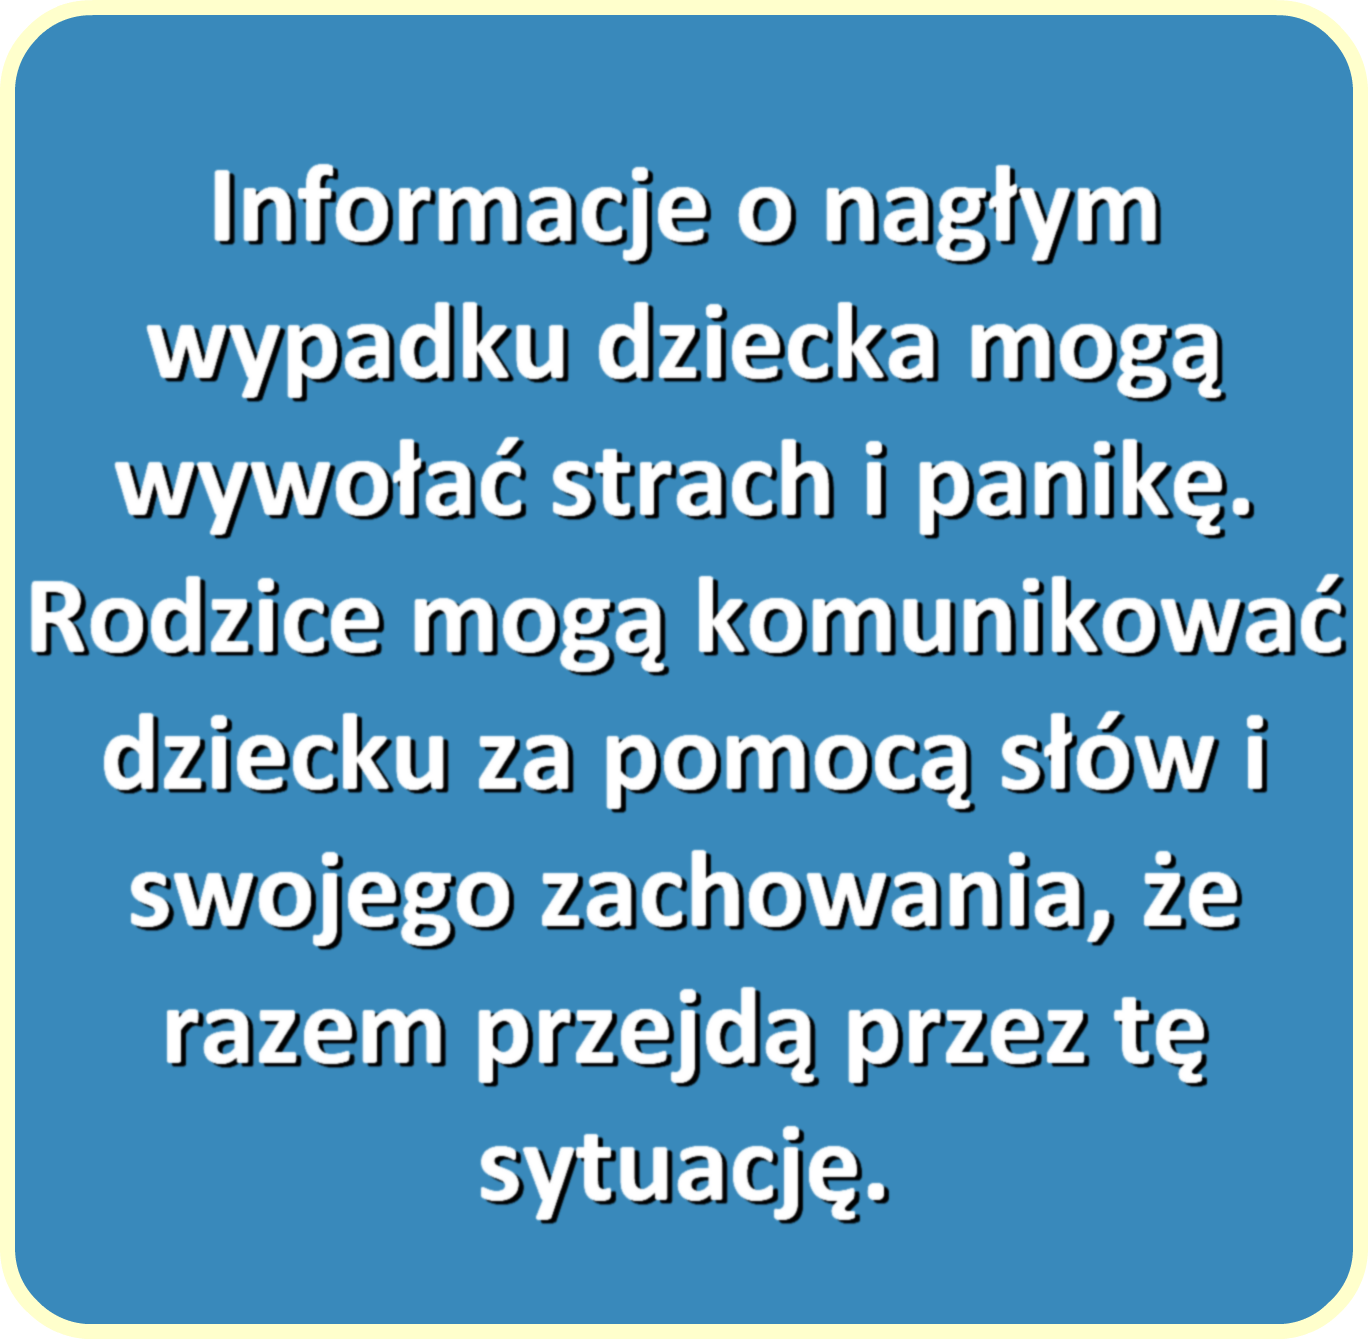 Informacje o nagłym
wypadku dziecka mogą
wywołać strach i panikę.
Rodzice mogą komunikować
dziecku za pomocą słów i
swojego zachowania, że
razem przejdą przez tę
sytuację.